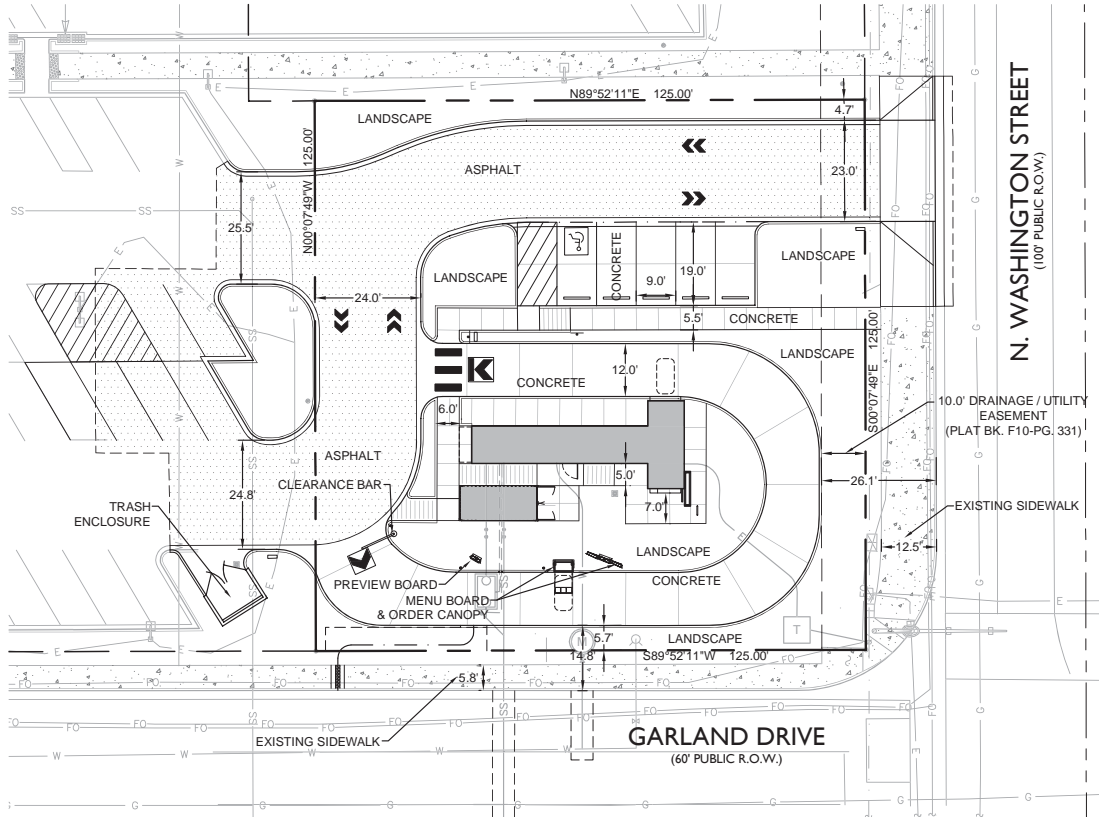 N89°52'11"E 125.00'
4.7'
LANDSCAPE
N00°07'49"W 125.00'
ASPHALT
23.0'
N. WASHINGTON STREET
(100' PUBLIC R.O.W.)
25.5'
LANDSCAPE
CONCRETE
19.0'
9.0'
LANDSCAPE
24.0'
5.5'
CONCRETE
LANDSCAPE
S00°07'49"E 125.00'
12.0'
CONCRETE
6.0'
10.0' DRAINAGE / UTILITY
EASEMENT
(PLAT BK. F10-PG. 331)
ASPHALT
CLEARANCE BAR
5.0'
7.0'
26.1'
24.8'
TRASH
ENCLOSURE
EXISTING SIDEWALK
12.5'
LANDSCAPE
CONCRETE
PREVIEW BOARD
MENU BOARD
& ORDER CANOPY
T
M
5.7'
LANDSCAPE
14.8'
S89°52'11"W 125.00'
5.8'
EXISTING SIDEWALK
GARLAND DRIVE
(60' PUBLIC R.O.W.)
W
E
SS
SS
FO
FO
G
G